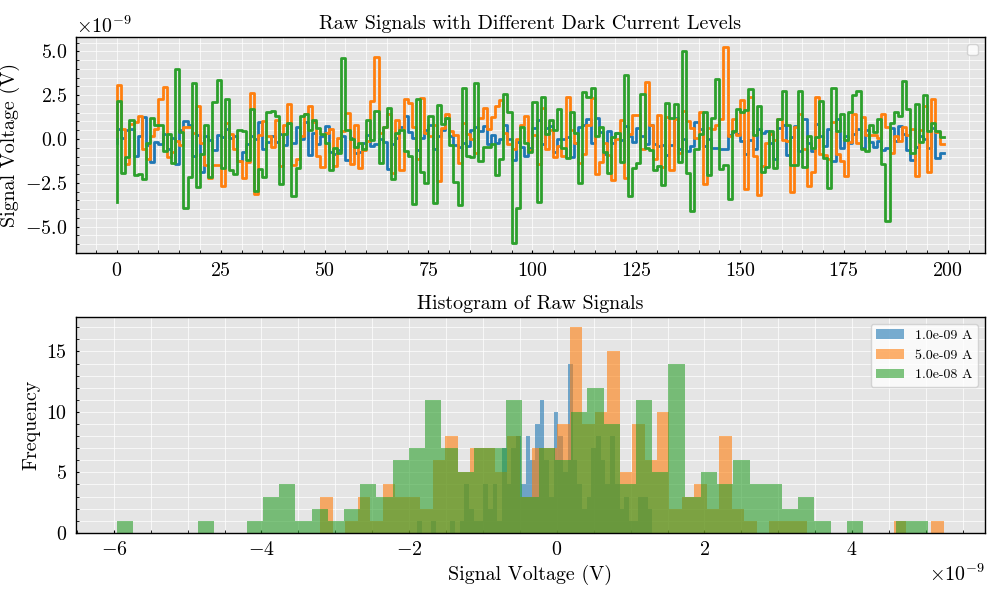 Raw Signals with Different Dark Current Levels
×10⁻⁹
Signal Voltage (V)
5.0
2.5
0.0
−2.5
−5.0
0 25 50 75 100 125 150 175 200
Histogram of Raw Signals
Frequency
15
10
5
0
1.0e-09 A
5.0e-09 A
1.0e-08 A
−6 −4 −2 0 2 4
Signal Voltage (V)
×10⁻⁹